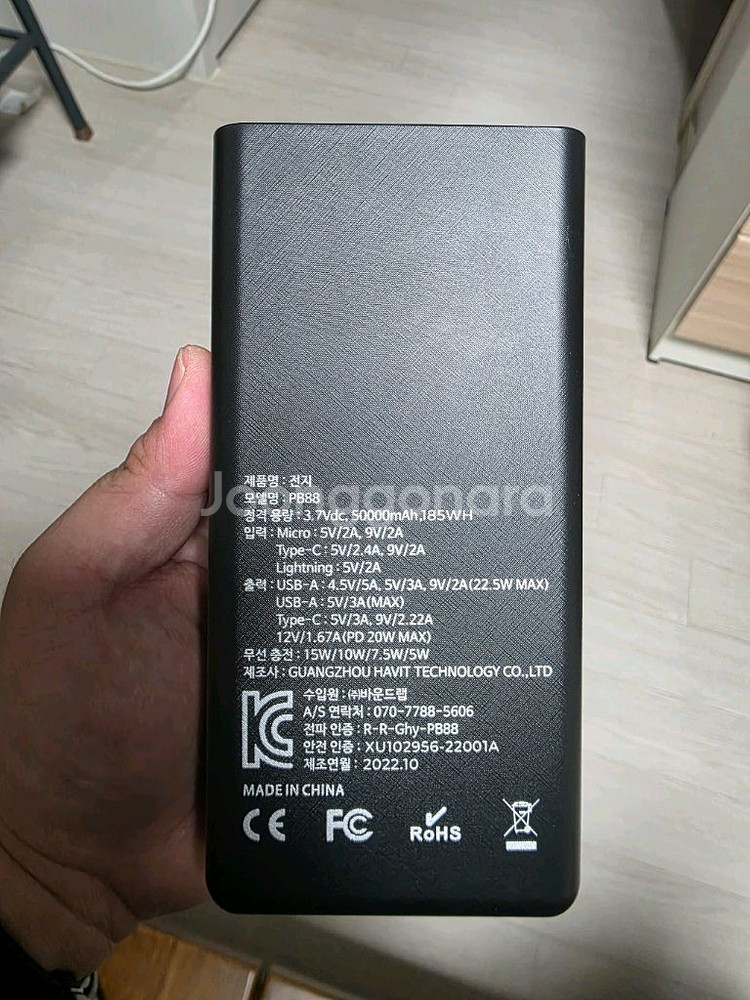 제품명 : 전지
모델명 : PB88
정격 용량 : 3.7Vdc, 50000mAh,185WH
입력 : Micro : 5V/2A, 9V/2A
Type-C : 5V/2.4A, 9V/2A
Lightning : 5V/2A
출력 : USB-A : 4.5V/5A, 5V/3A, 9V/2A(22.5W MAX)
USB-A : 5V/3A(MAX)
Type-C : 5V/3A, 9V/2.22A
12V/1.67A(PD 20W MAX)
무선 충전 : 15W/10W/7.5W/5W
제조사 : GUANGZHOU HAVIT TECHNOLOGY CO.,LTD
수입원 : ㈜바운드랩
A/S 연락처 : 070-7788-5606
전파 인증 : R-R-Ghy-PB88
안전 인증 : XU102956-22001A
제조연월 : 2022.10
MADE IN CHINA
CE FC RoHS
Joonggonara